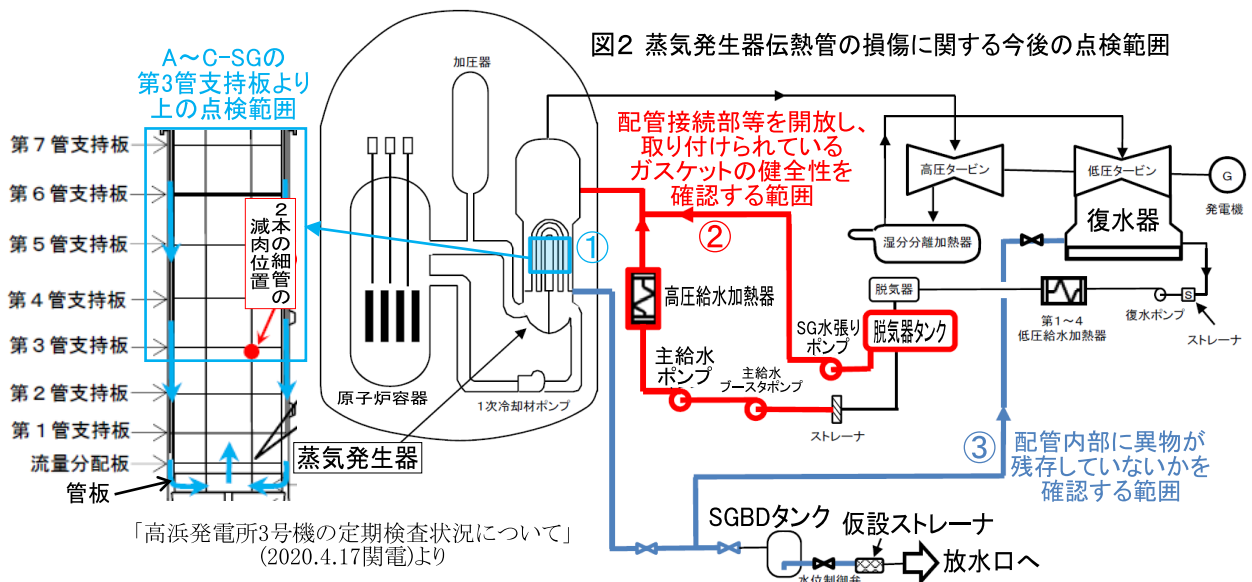 図2 蒸気発生器伝熱管の損傷に関する今後の点検範囲
A~C-SGの
第3管支持板より
上の点検範囲
第7管支持板
第6管支持板
第5管支持板
第4管支持板
第3管支持板
第2管支持板
第1管支持板
流量分配板
管板
2本の細管の
減肉位置
加圧器
原子炉容器
1次冷却材ポンプ
蒸気発生器
①
配管接続部等を開放し、
取り付けられている
ガスケットの健全性を
確認する範囲
②
高圧給水加熱器
主給水
ポンプ
主給水
ブースタポンプ
SG水張り
ポンプ
脱気器
脱気器タンク
ストレーナ
高圧タービン
低圧タービン
G
発電機
湿分分離加熱器
復水器
第1~4
低圧給水加熱器
復水ポンプ
S
ストレーナ
③
配管内部に異物が
残存していないかを
確認する範囲
SGBDタンク
仮設ストレーナ
水位制御弁
放水口へ
「高浜発電所3号機の定期検査状況について」
(2020.4.17関電)より